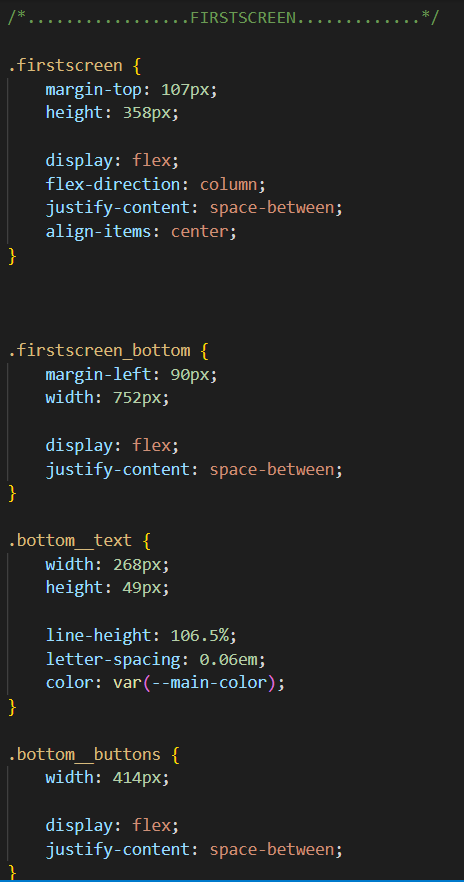 /*.................FIRSTSCREEN.............*/
.firstscreen {
margin-top: 107px;
height: 358px;
display: flex;
flex-direction: column;
justify-content: space-between;
align-items: center;
}
.firstscreen_bottom {
margin-left: 90px;
width: 752px;
display: flex;
justify-content: space-between;
}
.bottom__text {
width: 268px;
height: 49px;
line-height: 106.5%;
letter-spacing: 0.06em;
color: var(--main-color);
}
.bottom__buttons {
width: 414px;
display: flex;
justify-content: space-between;
}